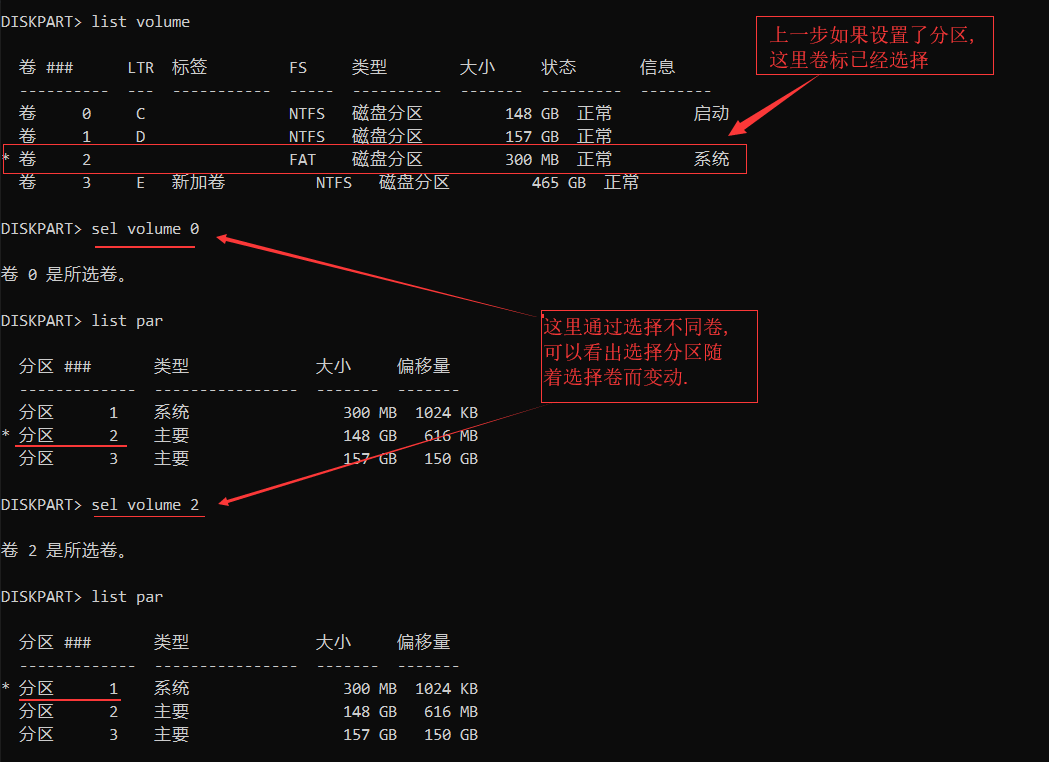 DISKPART> list volume
上一步如果设置了分区,
这里卷标已经选择
卷 ### LTR 标签 FS 类型 大小 状态 信息
---------- --- ----------- ----- ---------- ------- --------- --------
卷 0 C NTFS 磁盘分区 148 GB 正常 启动
卷 1 D NTFS 磁盘分区 157 GB 正常
* 卷 2 FAT 磁盘分区 300 MB 正常 系统
卷 3 E 新加卷 NTFS 磁盘分区 465 GB 正常
DISKPART> sel volume 0
卷 0 是所选卷。
DISKPART> list par
这里通过选择不同卷,
可以看出选择分区随
着选择卷而变动.
分区 ### 类型 大小 偏移量
------------- ---------------- ------- -------
分区 1 系统 300 MB 1024 KB
* 分区 2 主要 148 GB 616 MB
分区 3 主要 157 GB 150 GB
DISKPART> sel volume 2
卷 2 是所选卷。
DISKPART> list par
分区 ### 类型 大小 偏移量
------------- ---------------- ------- -------
* 分区 1 系统 300 MB 1024 KB
分区 2 主要 148 GB 616 MB
分区 3 主要 157 GB 150 GB